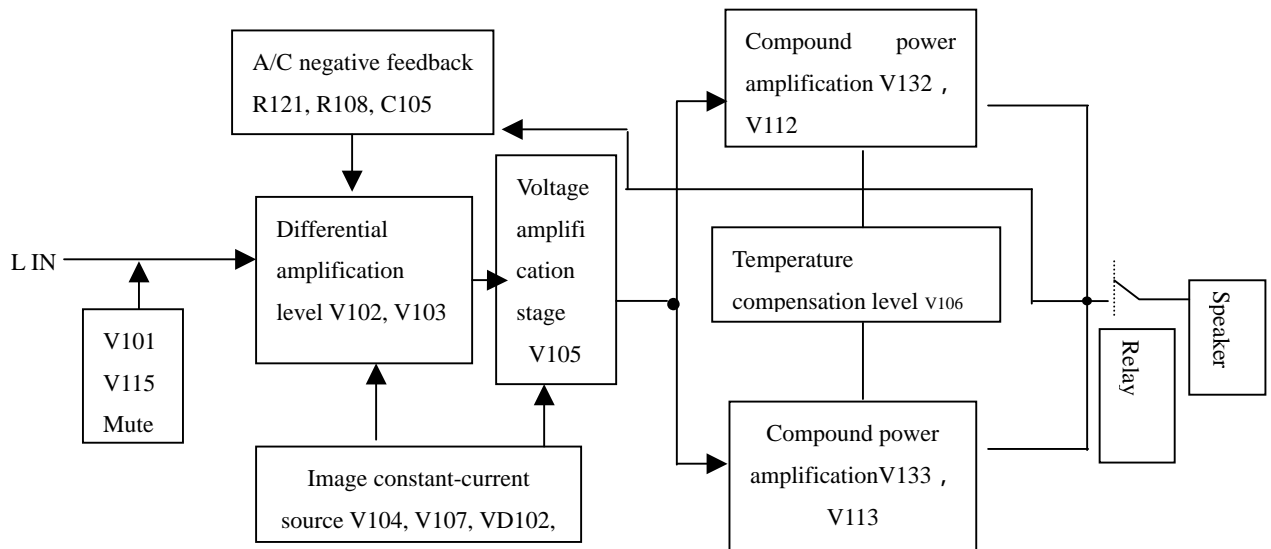 A/C negative feedback
R121, R108, C105
Compound power
amplification V132 ,
V112
Differential
amplification
level V102, V103
Voltage
amplifi
cation
stage
V105
L IN
Temperature
compensation level V106
V101
V115
Mute
Relay
Speaker
Image constant-current
source V104, V107, VD102,
Compound power
amplificationV133 ,
V113